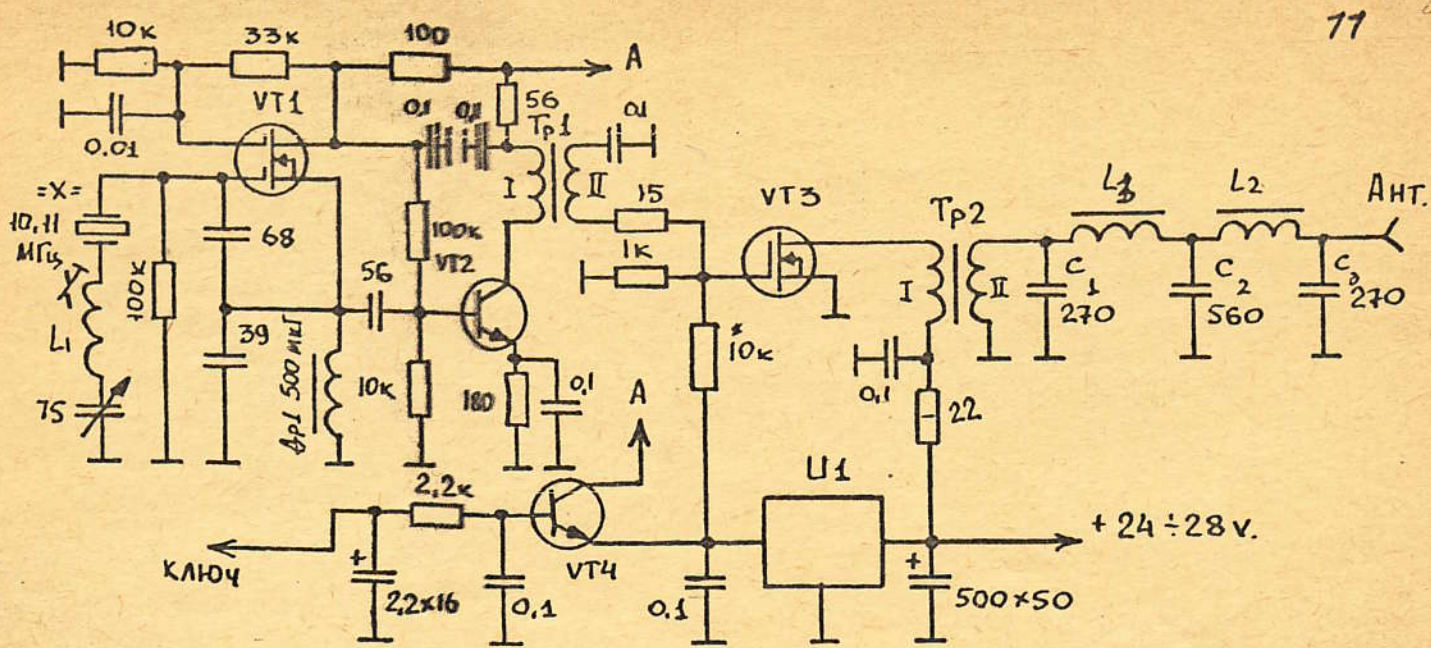 11
10к
33к
100
А
VT1
0.1
0.1
56
Тр1
0.1
0.01
I
II
=X=
10.11
МГц
68
100к
100к
VT2
15
1к
VT3
Тр2
L1
L2
Ант.
I
II
C1
270
C2
560
C3
270
L1
39
56
75
Др1 500 мкГ
10к
180
0,1
*
10к
0,1
22
А
2,2к
U1
+ 24 ÷ 28 v.
КЛЮЧ
+
2,2×16
0.1
VT4
0.1
+
500×50